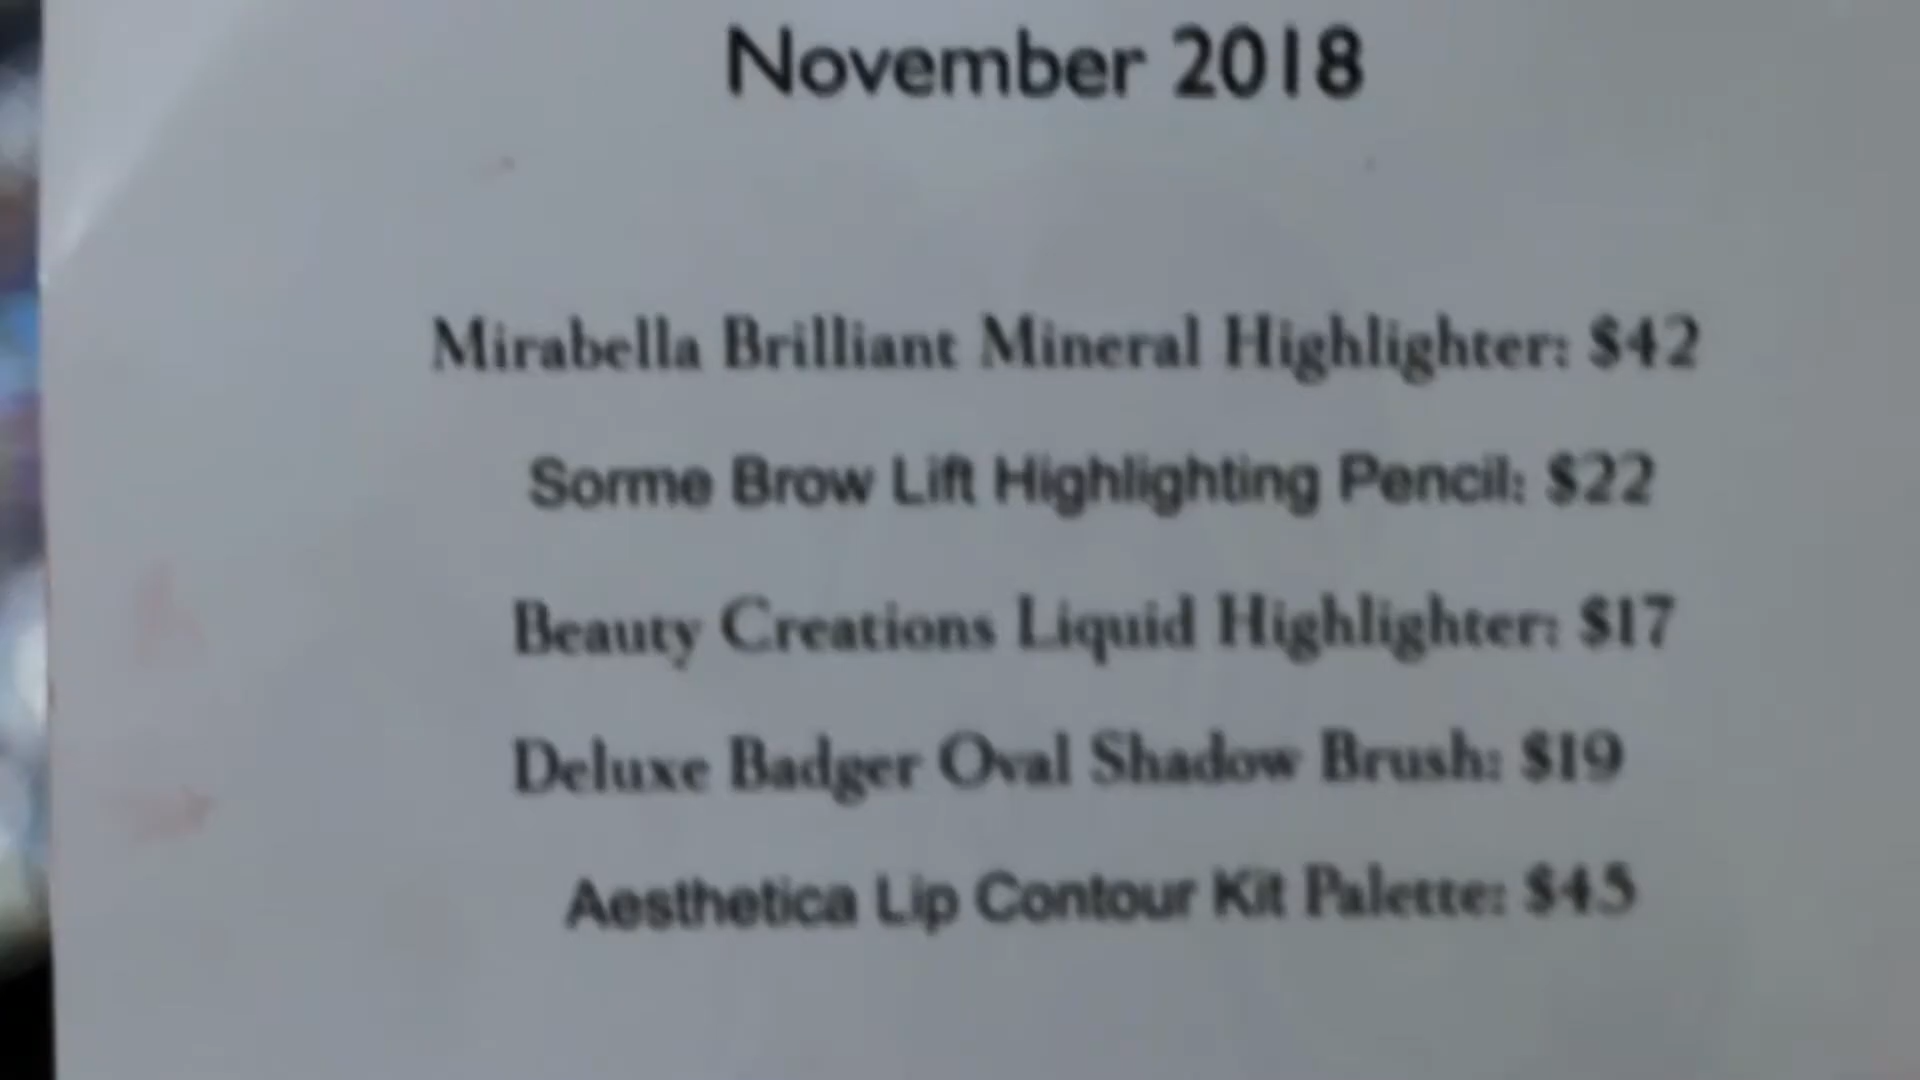 November 2018
Mirabella Brilliant Mineral Highlighter: $42
Sorme Brow Lift Highlighting Pencil: $22
Beauty Creations Liquid Highlighter: $17
Deluxe Badger Oval Shadow Brush: $19
Aesthetica Lip Contour Kit Palette: $45